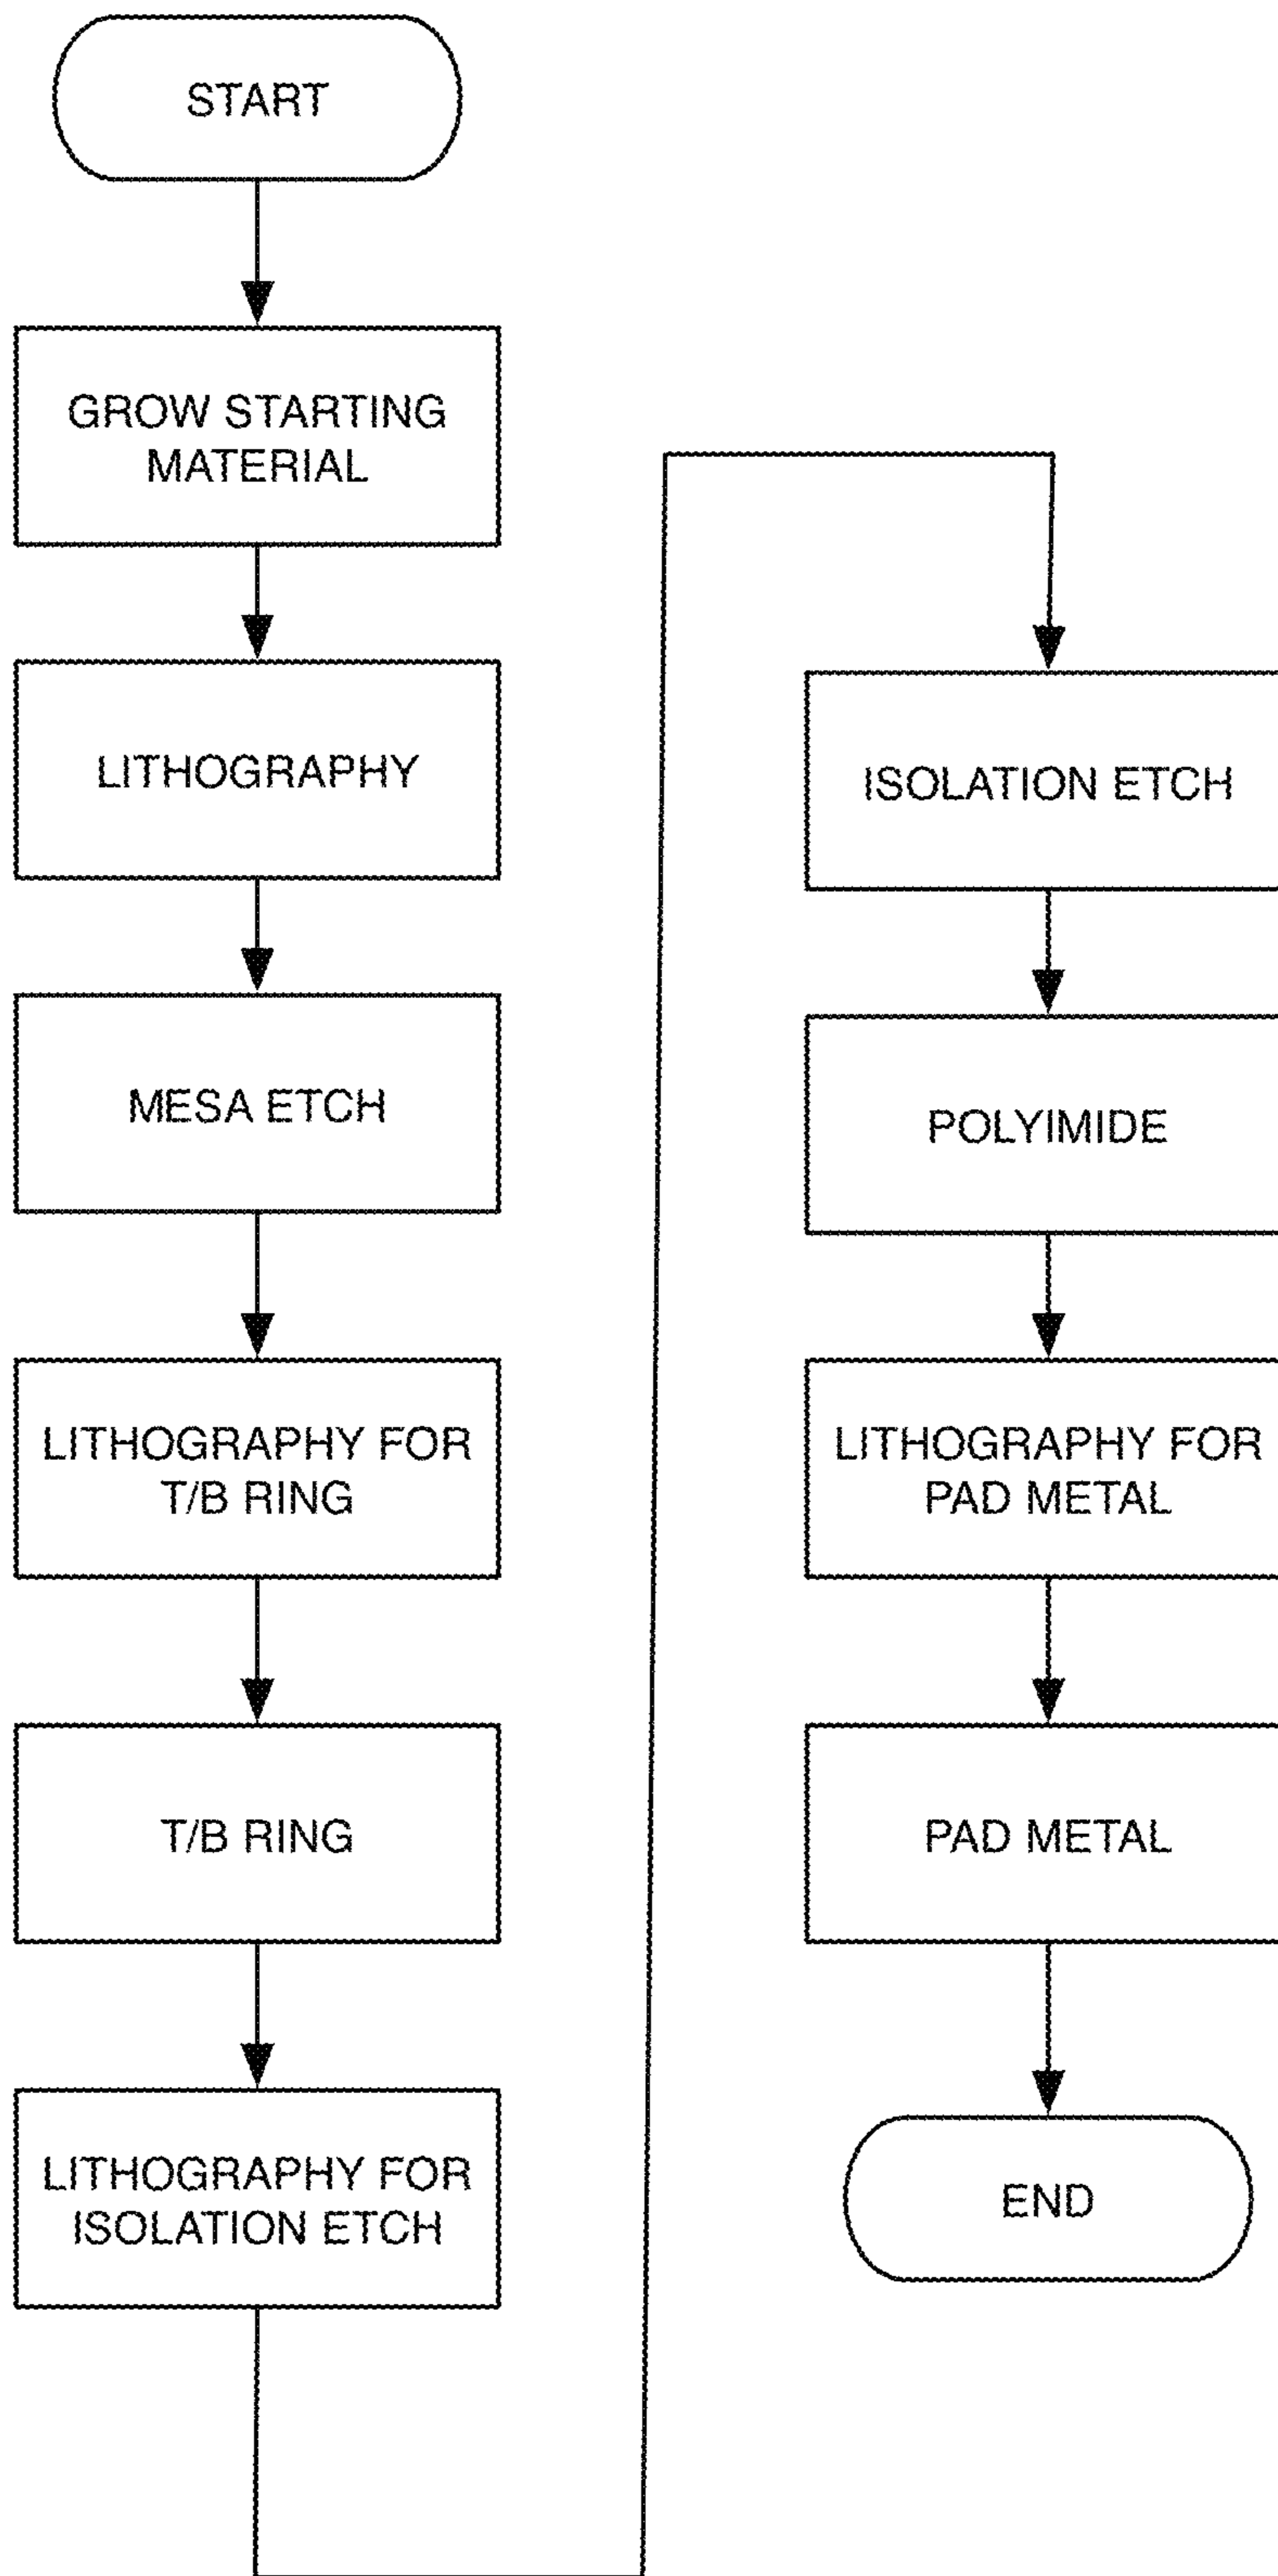 START
GROW STARTING
MATERIAL
LITHOGRAPHY
MESA ETCH
LITHOGRAPHY FOR
T/B RING
T/B RING
LITHOGRAPHY FOR
ISOLATION ETCH
ISOLATION ETCH
POLYIMIDE
LITHOGRAPHY FOR
PAD METAL
PAD METAL
END